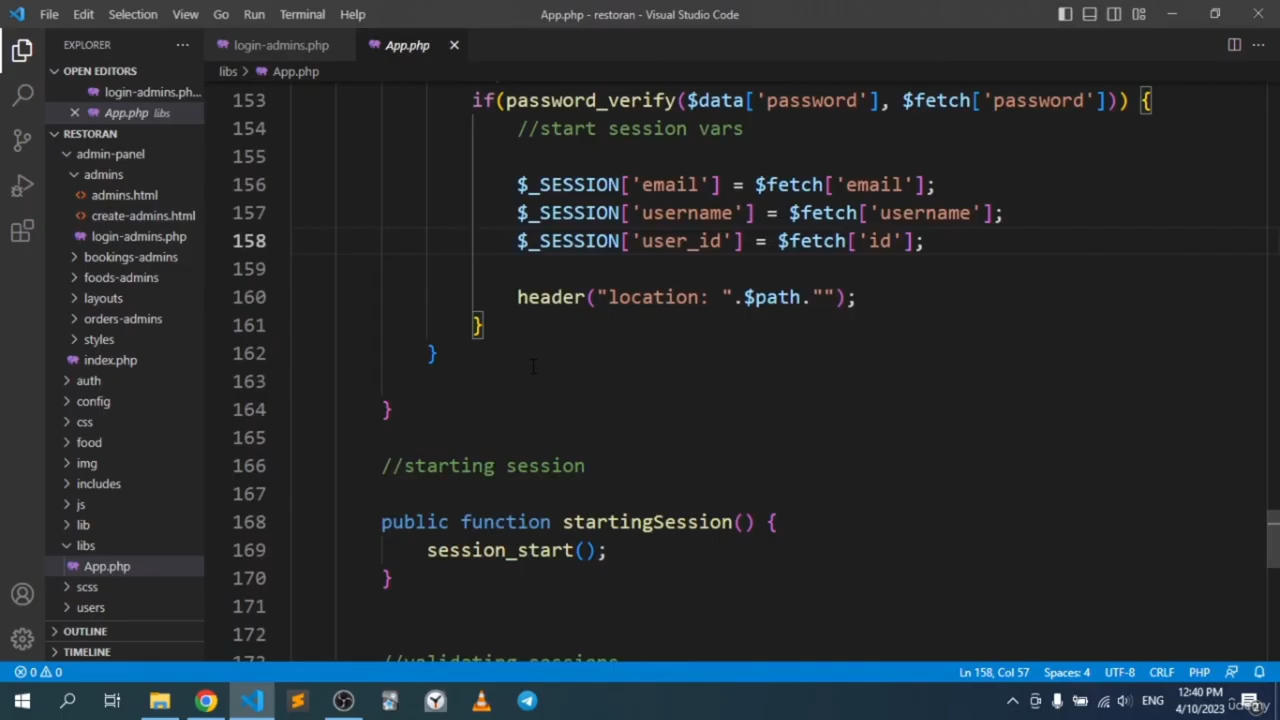 File Edit Selection View Go Run Terminal Help App.php - restoran - Visual Studio Code
EXPLORER login-admins.php App.php
OPEN EDITORS
login-admins.ph...
App.php libs
libs > App.php
RESTORAN
admin-panel
admins
admins.html
create-admins.html
login-admins.php
bookings-admins
foods-admins
layouts
orders-admins
styles
index.php
auth
config
css
food
img
includes
js
lib
libs
App.php
scss
users
OUTLINE
TIMELINE
153 if(password_verify($data['password'], $fetch['password'])) {
154 //start session vars
155
156 $_SESSION['email'] = $fetch['email'];
157 $_SESSION['username'] = $fetch['username'];
158 $_SESSION['user_id'] = $fetch['id'];
159
160 header("location: ".$path."");
161 }
162 }
163
164 }
165
166 //starting session
167
168 public function startingSession() {
169 session_start();
170 }
171
172
173 //validating sessions
0 0 Ln 158, Col 57 Spaces: 4 UTF-8 CRLF PHP
ENG 12:40 PM
4/10/2023
udemy